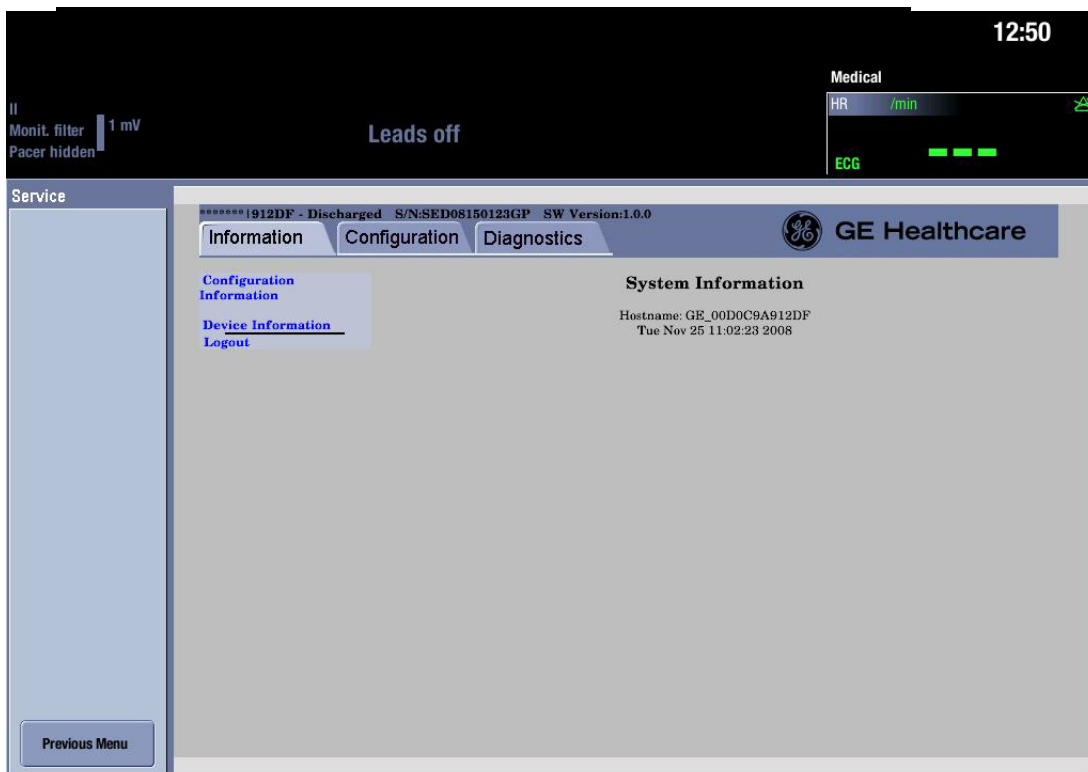 12:50
Medical
HR /min
II
Monit. filter 1 mV
Pacer hidden
Leads off
ECG
Service
*******|912DF - Discharged S/N:SED08150123GP SW Version:1.0.0
Information Configuration Diagnostics
GE Healthcare
Configuration
Information
Device Information
Logout
System Information
Hostname: GE_00D0C9A912DF
Tue Nov 25 11:02:23 2008
Previous Menu